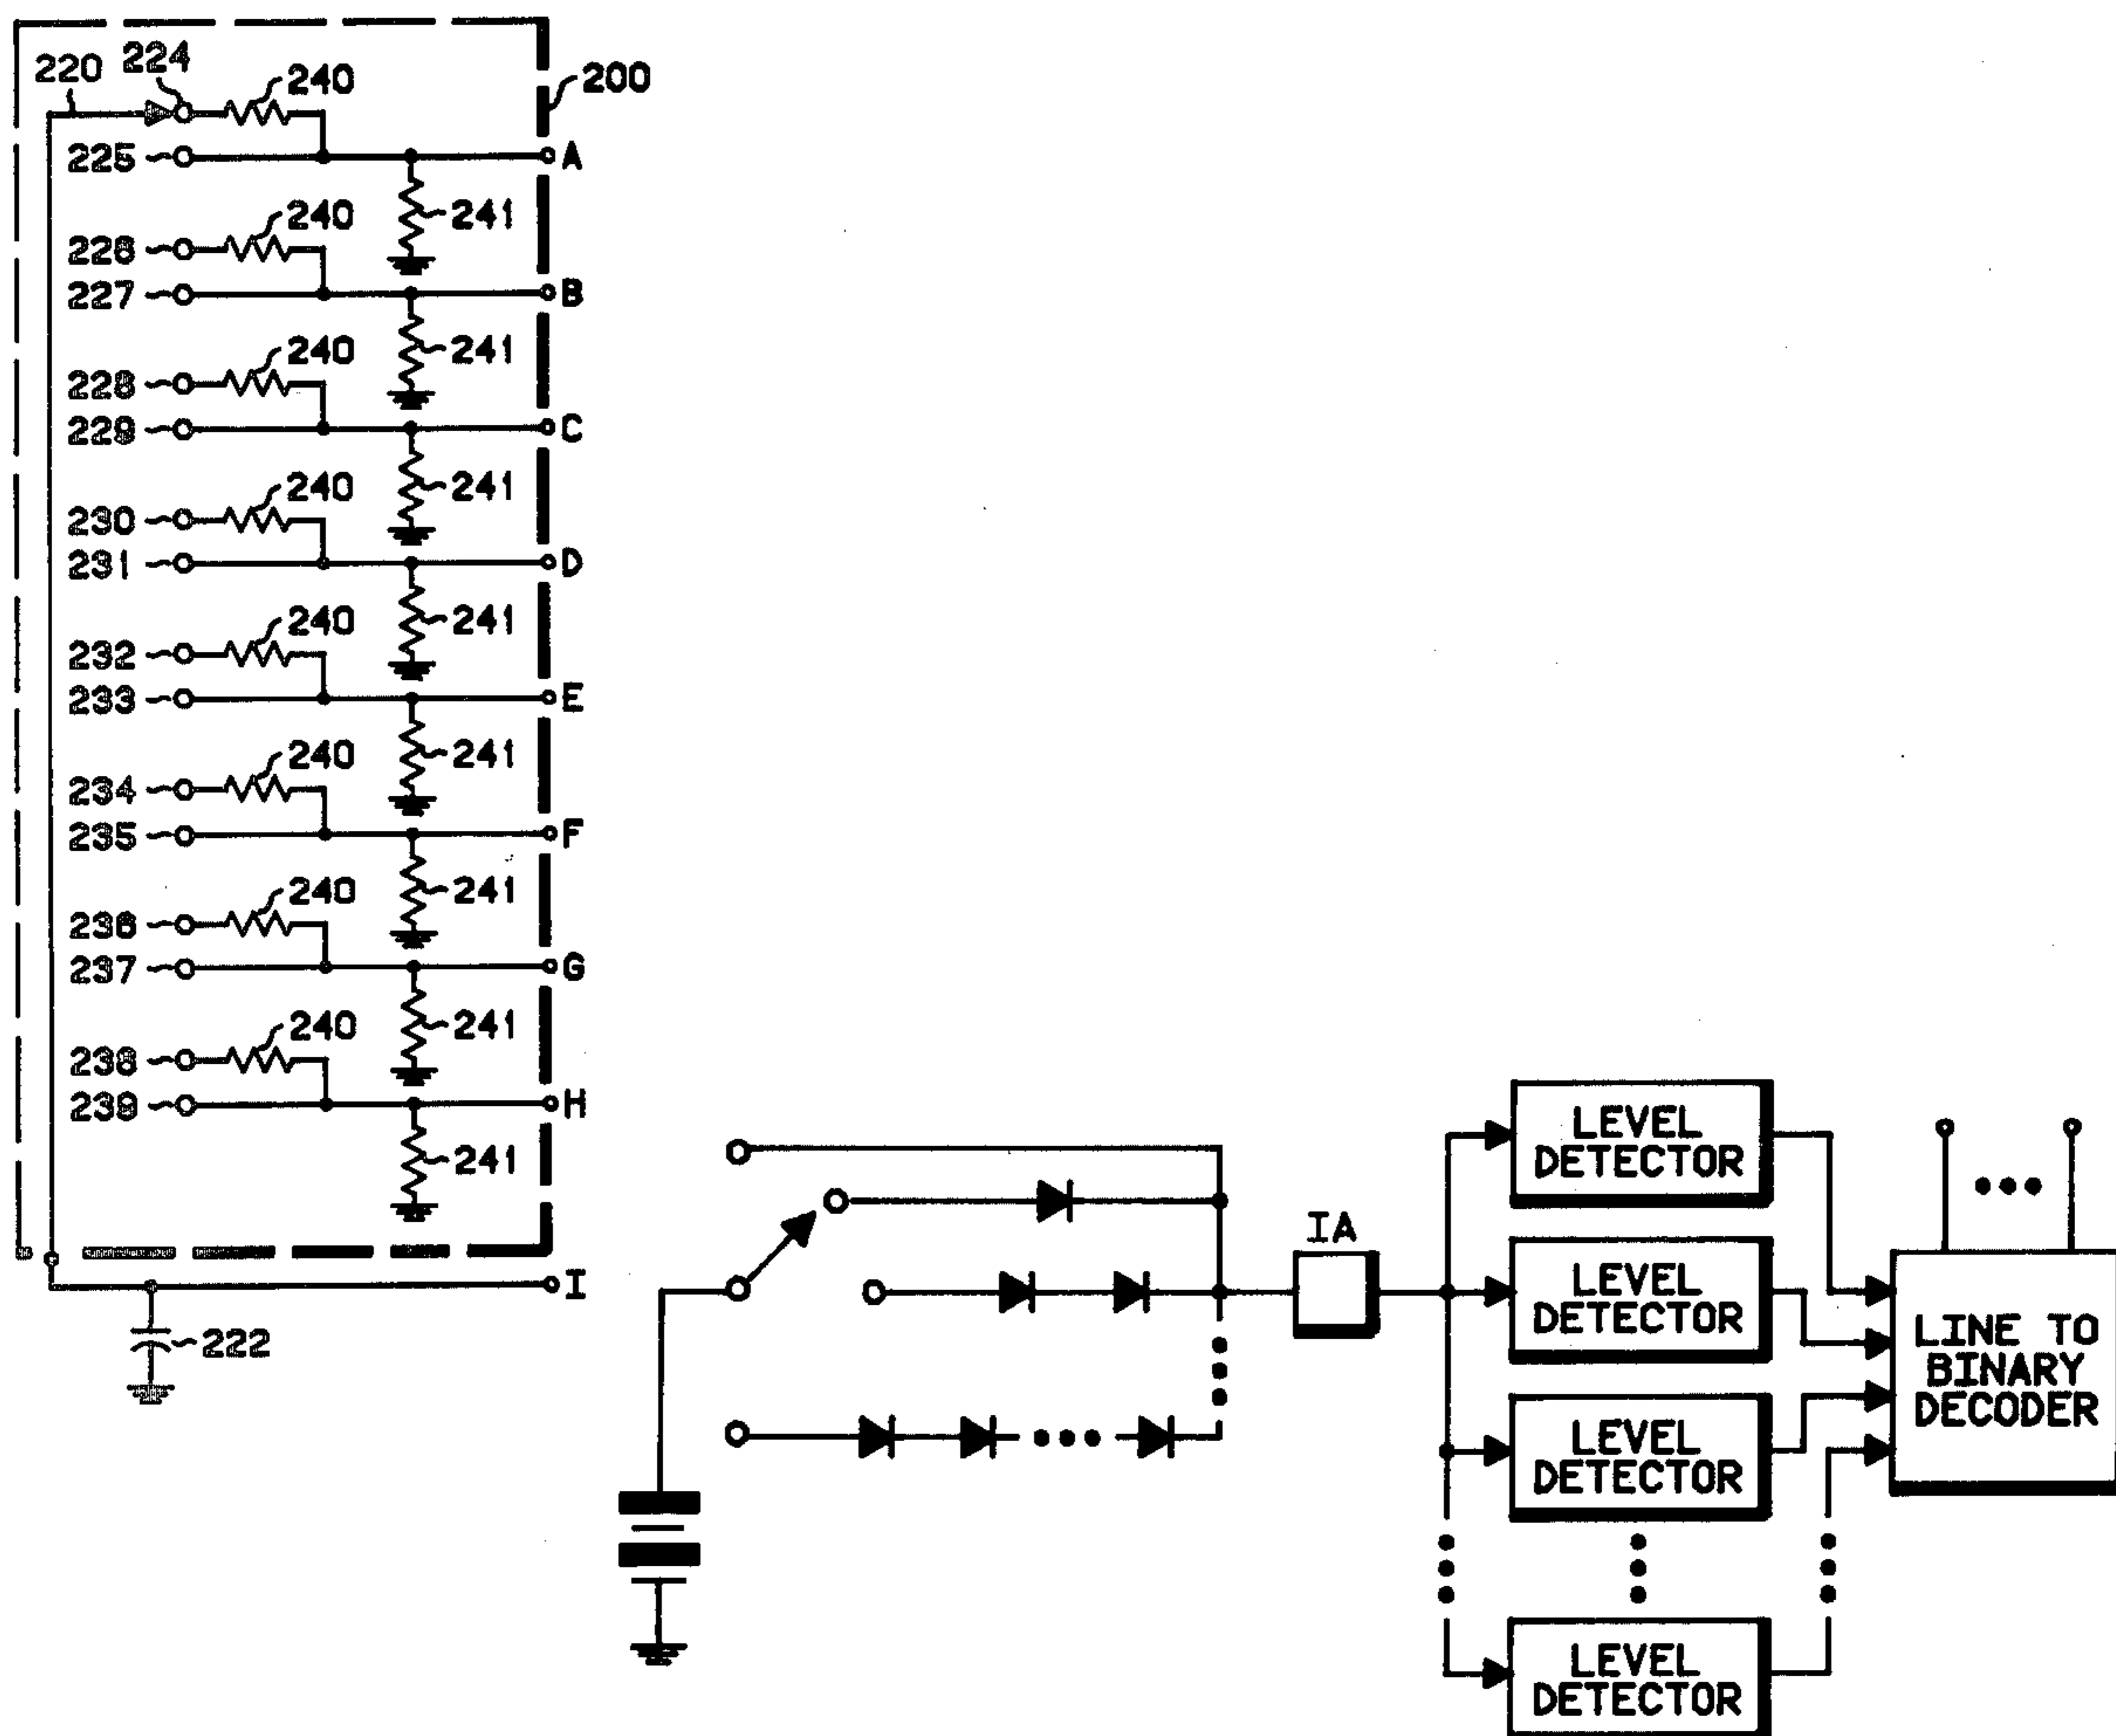 220 224 240 200
225 A
241
240
226
227 B
241
240
228
229 C
241
240
230
231 D
241
240
232
233 E
241
240
234
235 F
241
240
236
237 G
241
240
238
239 H
241
I
222
IA
LEVEL
DETECTOR
LEVEL
DETECTOR
LEVEL
DETECTOR
LEVEL
DETECTOR
LINE TO
BINARY
DECODER